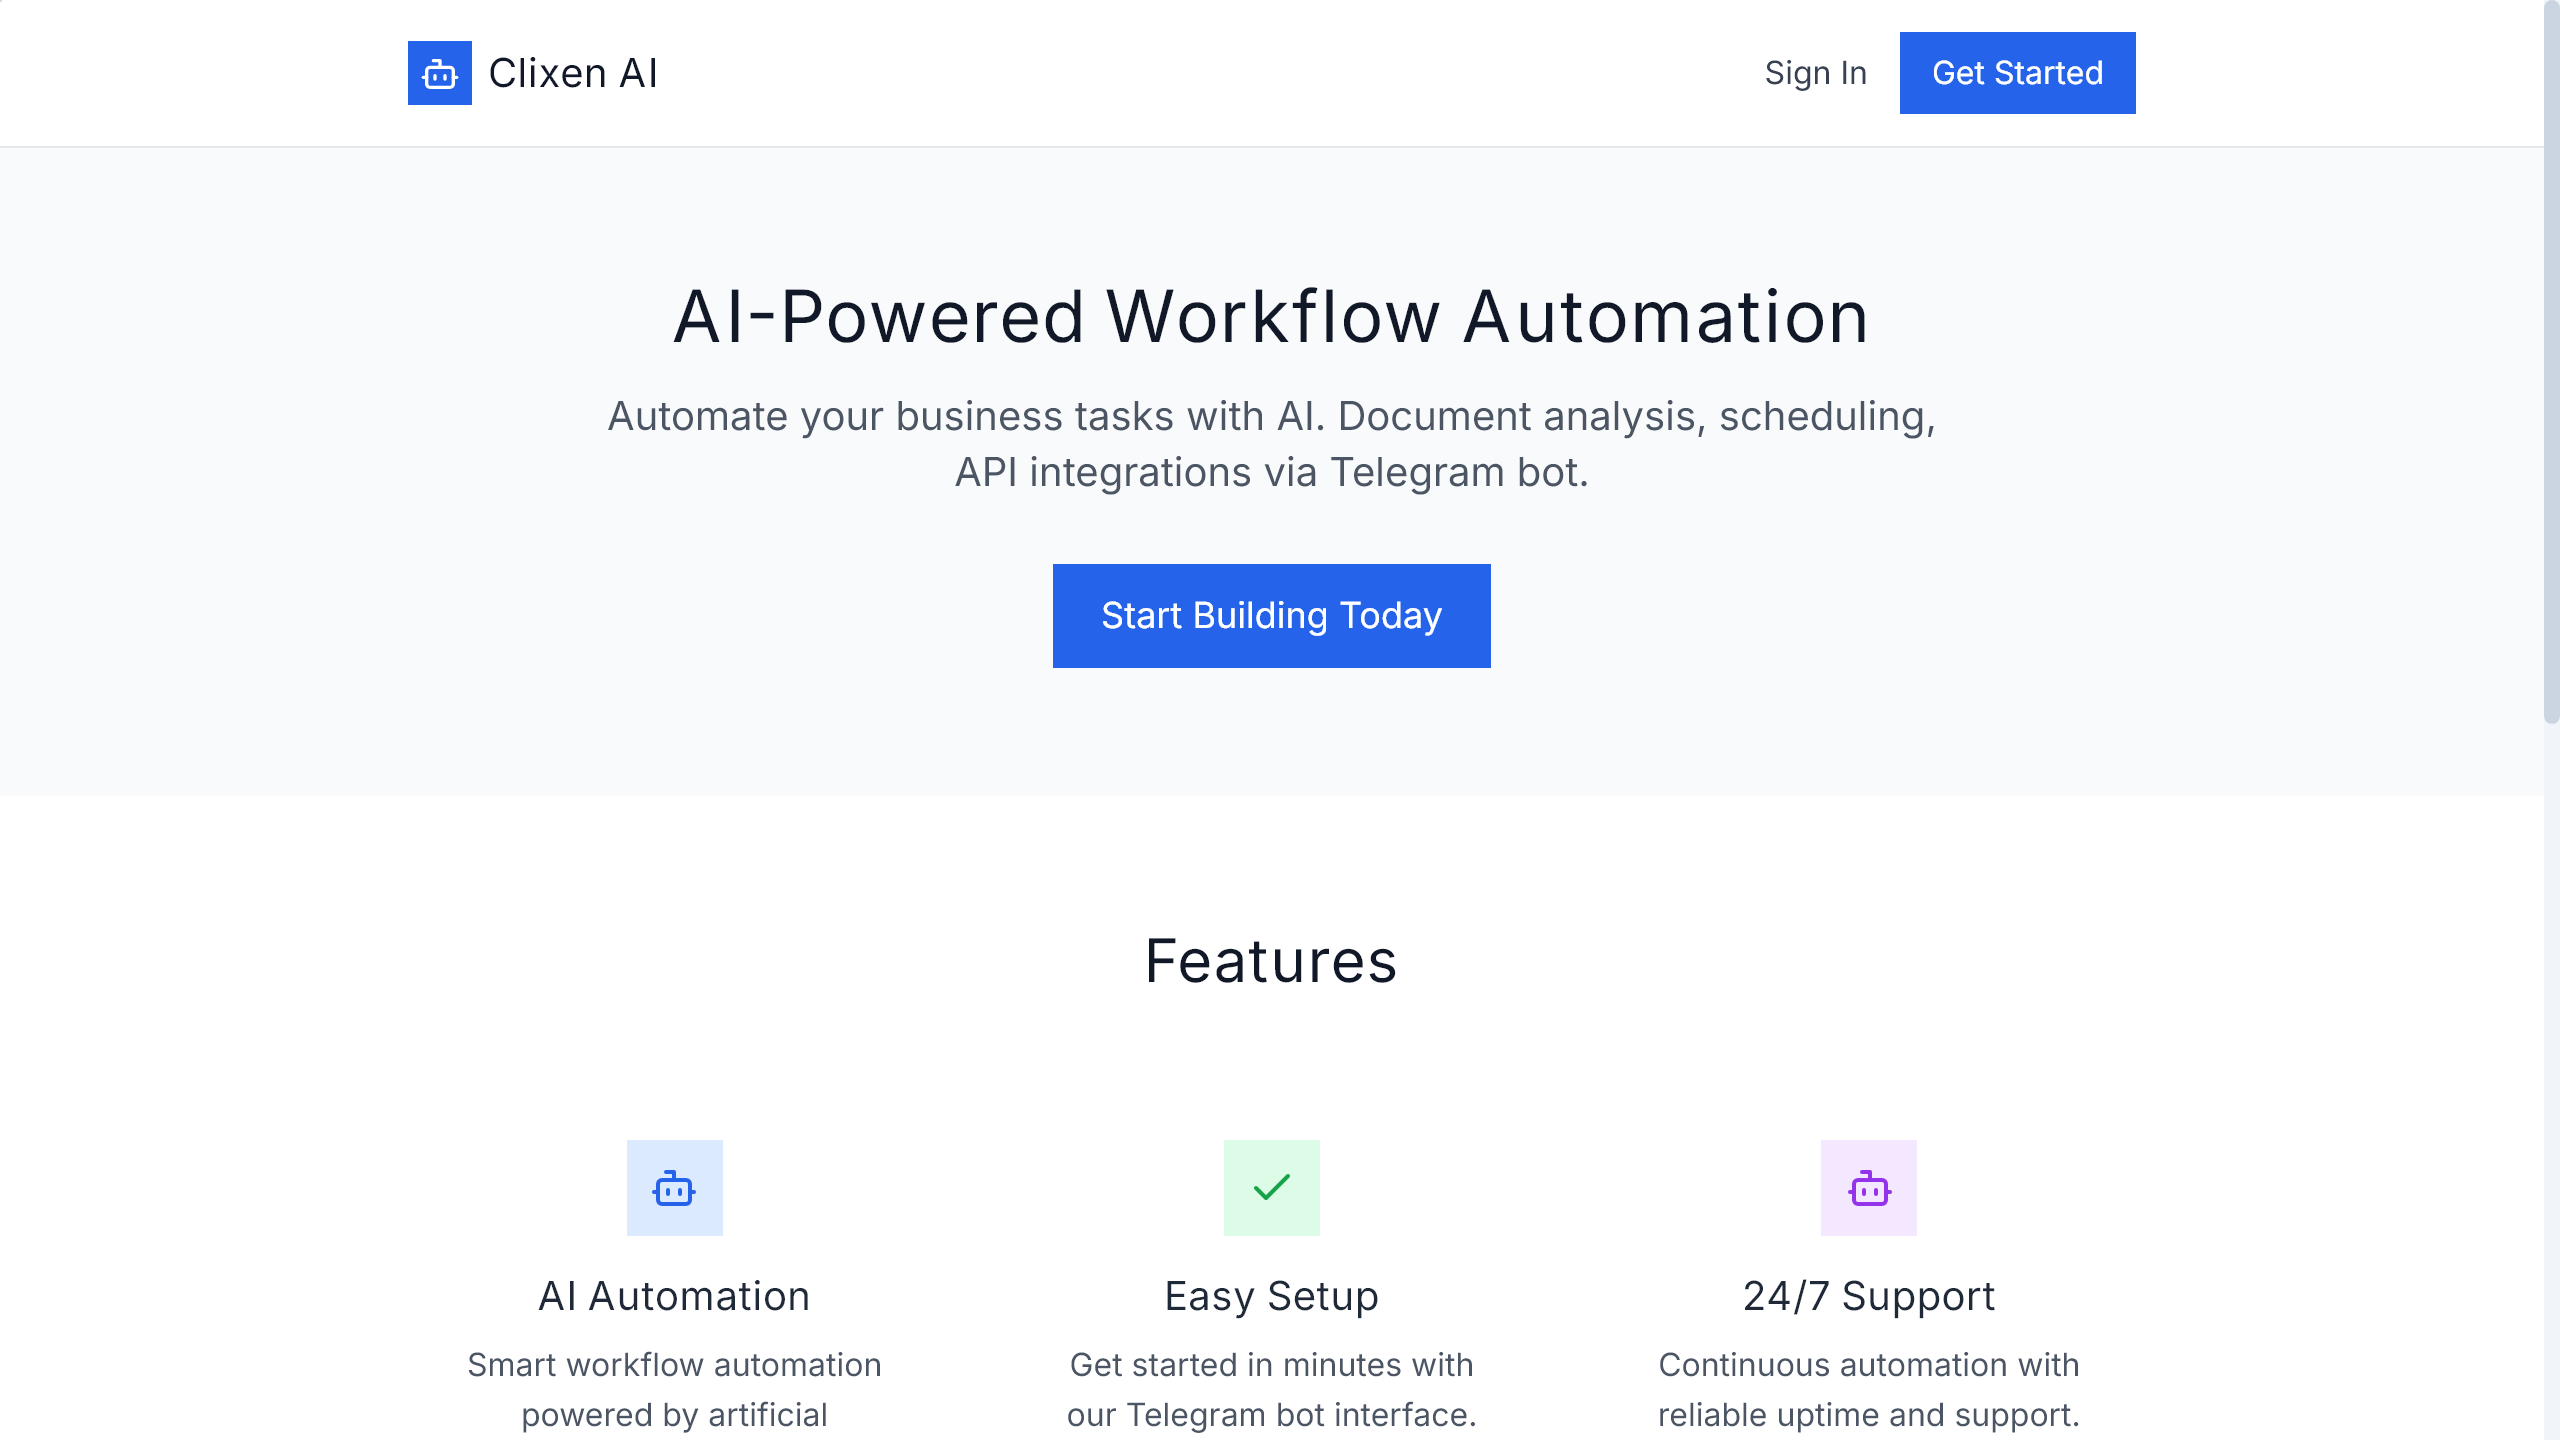 Clixen AI
Sign In
Get Started
AI-Powered Workflow Automation
Automate your business tasks with AI. Document analysis, scheduling,
API integrations via Telegram bot.
Start Building Today
Features
AI Automation
Smart workflow automation
powered by artificial
Easy Setup
Get started in minutes with
our Telegram bot interface.
24/7 Support
Continuous automation with
reliable uptime and support.